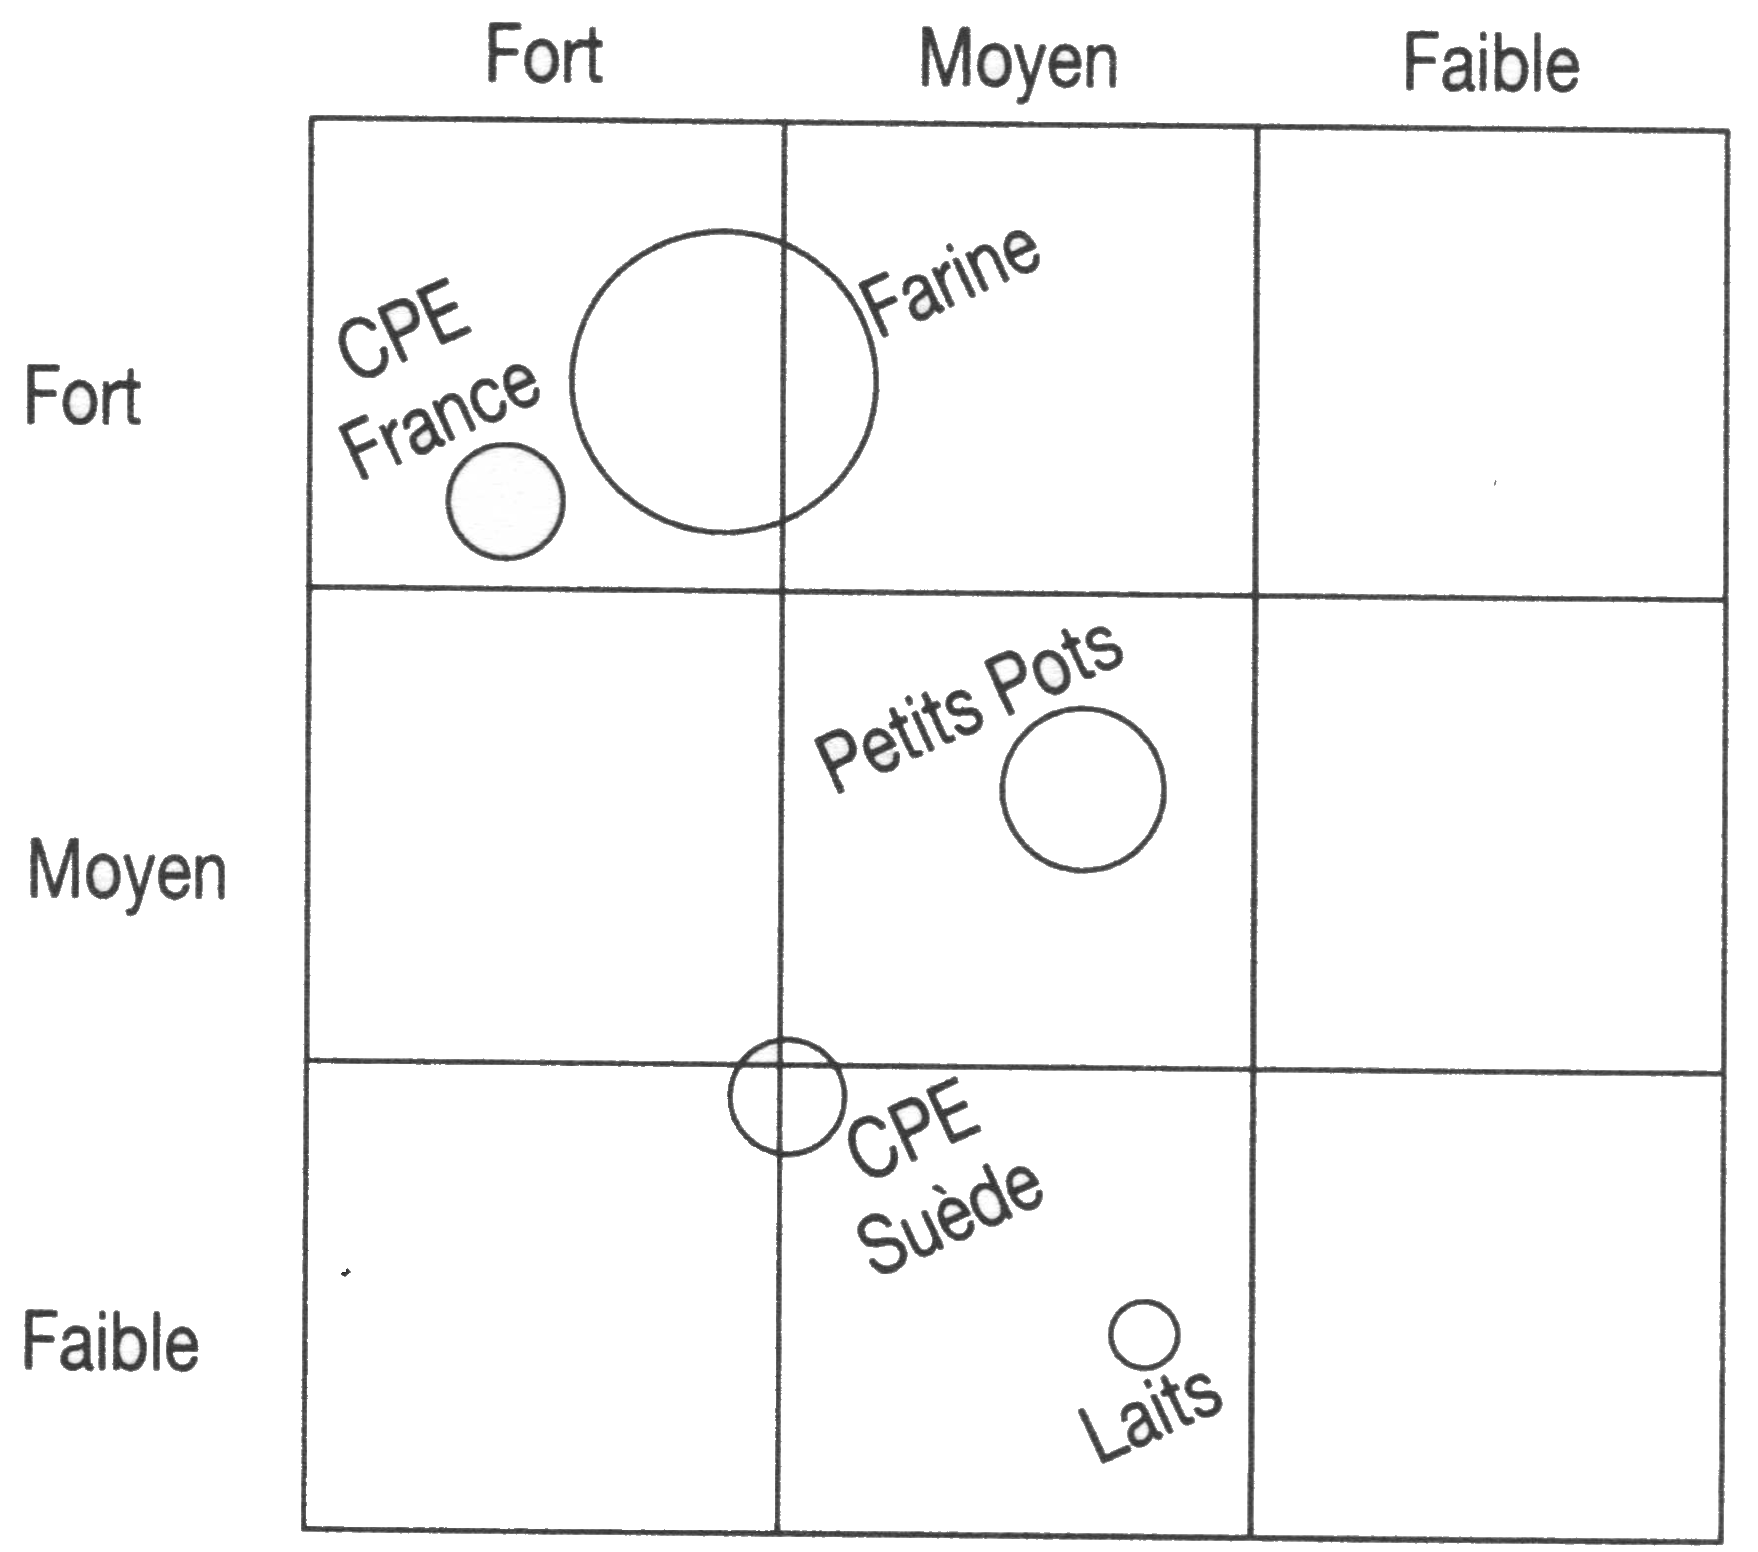 Fort
Moyen
Faible
Farine
CPE
France
Fort
Petits Pots
Moyen
CPE
Suède
Faible
Laits